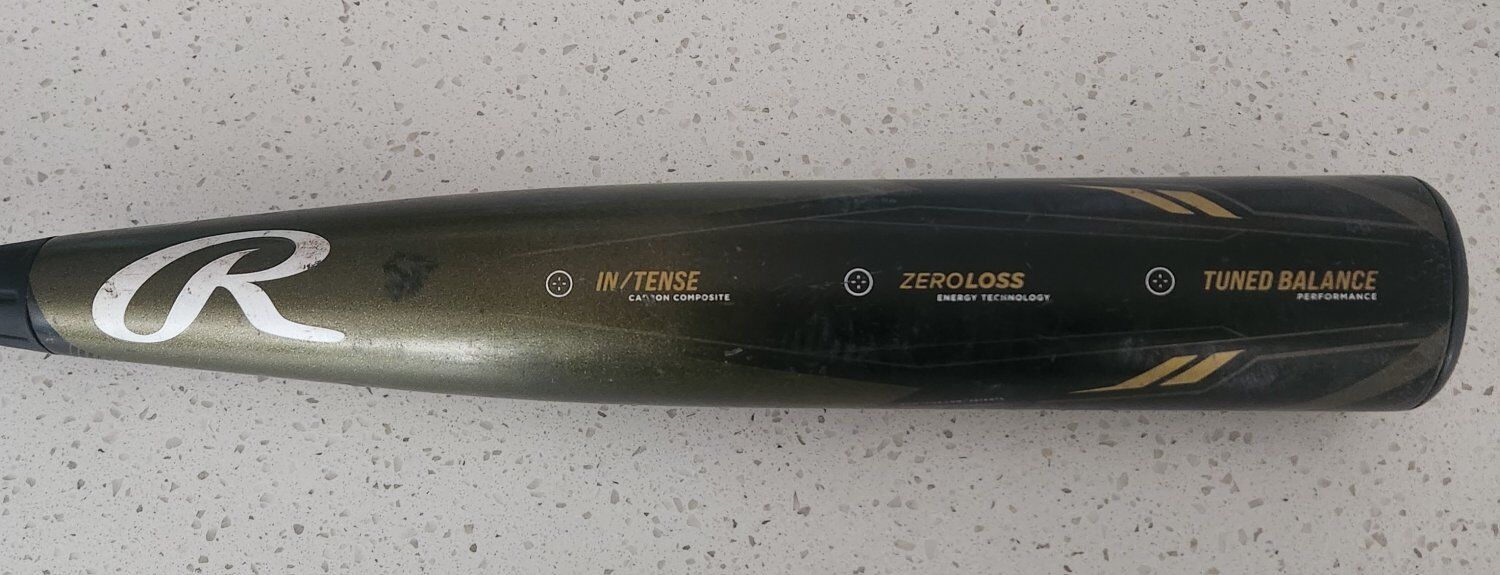 R
IN/TENSE
CARBON COMPOSITE
ZEROLOSS
ENERGY TECHNOLOGY
TUNED BALANCE
PERFORMANCE